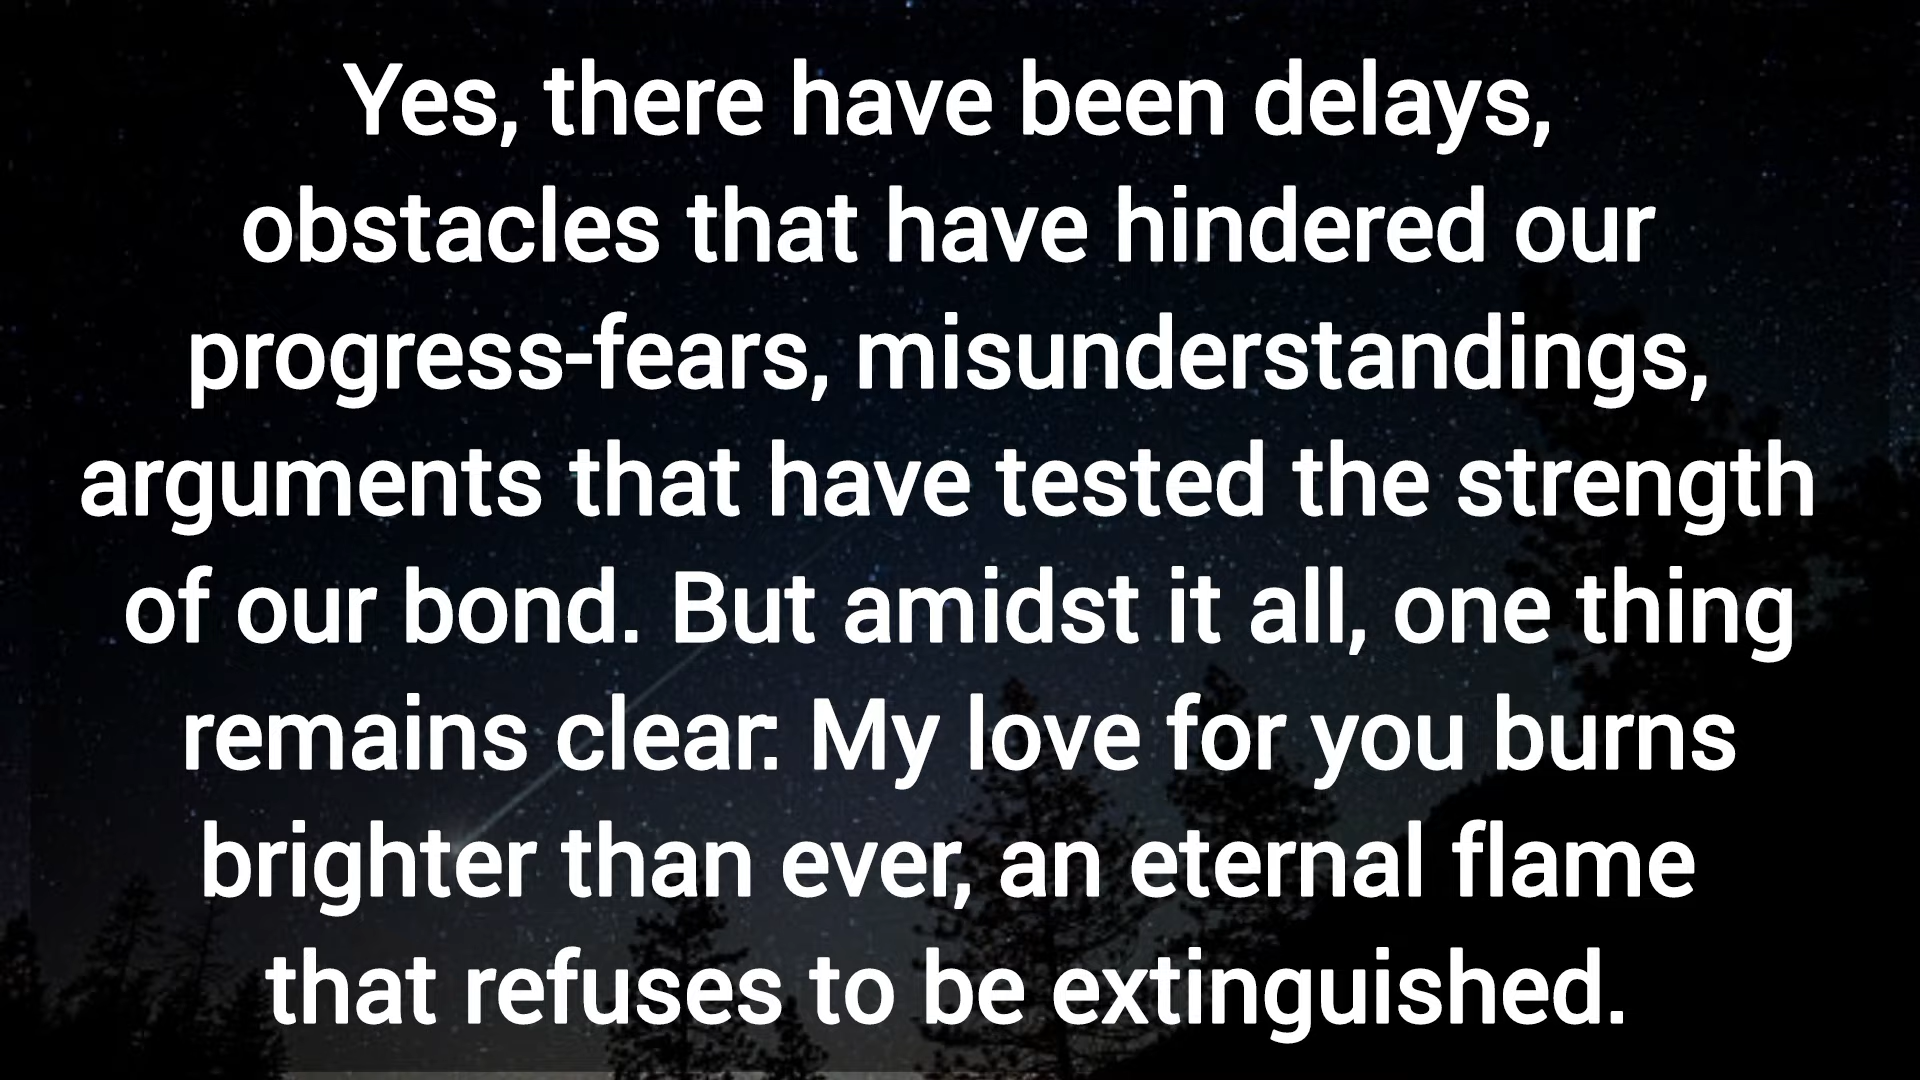 Yes, there have been delays,
obstacles that have hindered our
progress-fears, misunderstandings,
arguments that have tested the strength
of our bond. But amidst it all, one thing
remains clear: My love for you burns
brighter than ever, an eternal flame
that refuses to be extinguished.